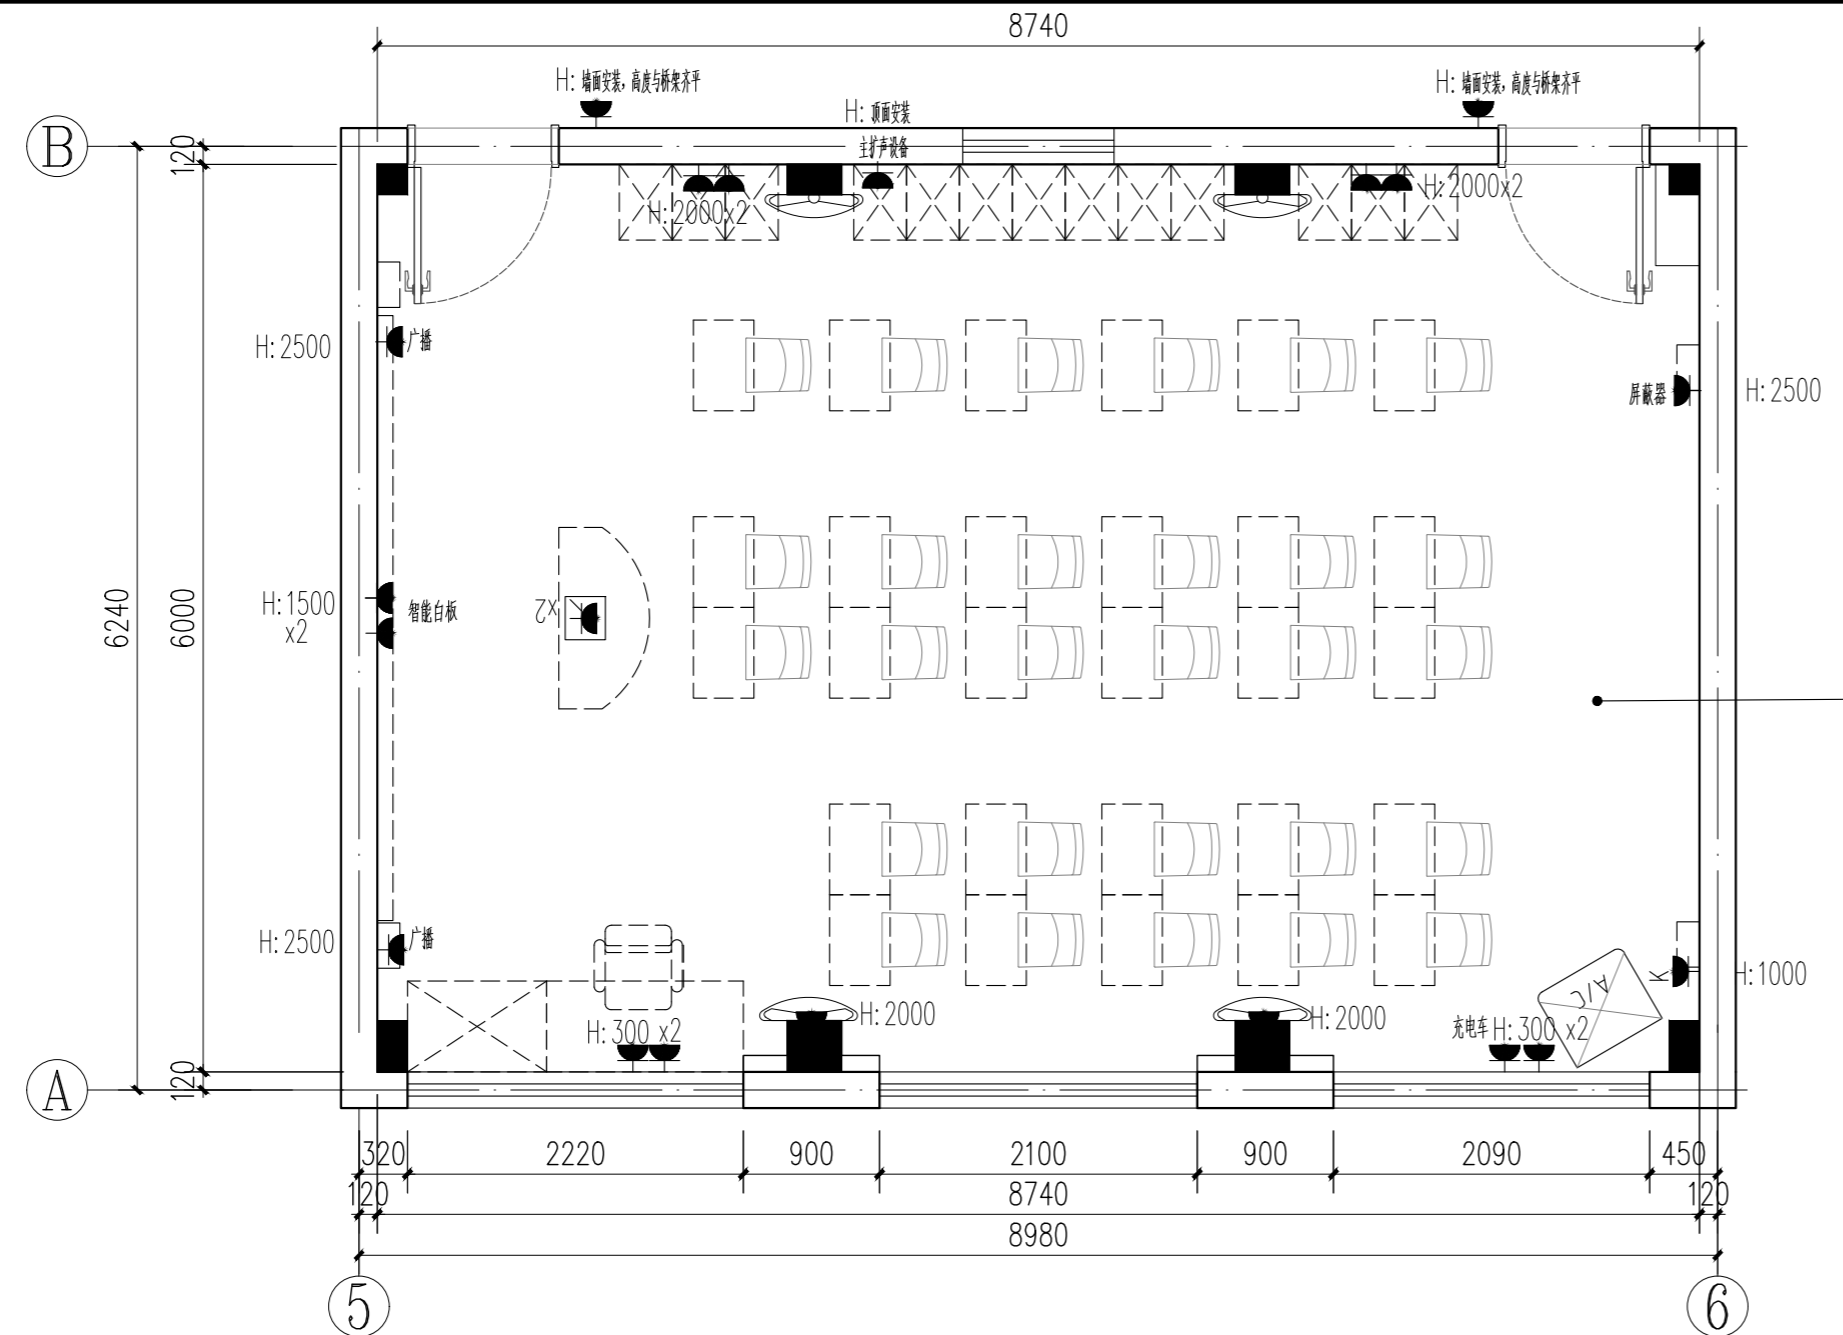 8740
H: 墙面安装,高度与桥架齐平
H: 墙面安装,高度与桥架齐平
H: 顶面安装
主扩声设备
B
120
H:2000x2
H:2000x2
H:2500
广播
屏蔽器
H:2500
6240
6000
H:1500
x2
智能白板
x2
K
H:2500
广播
A/C
K
H:1000
H:300 x2
H:2000
H:2000
充电车 H:300 x2
A
120
320
2220
900
2100
900
2090
450
120
8740
120
8980
5
6